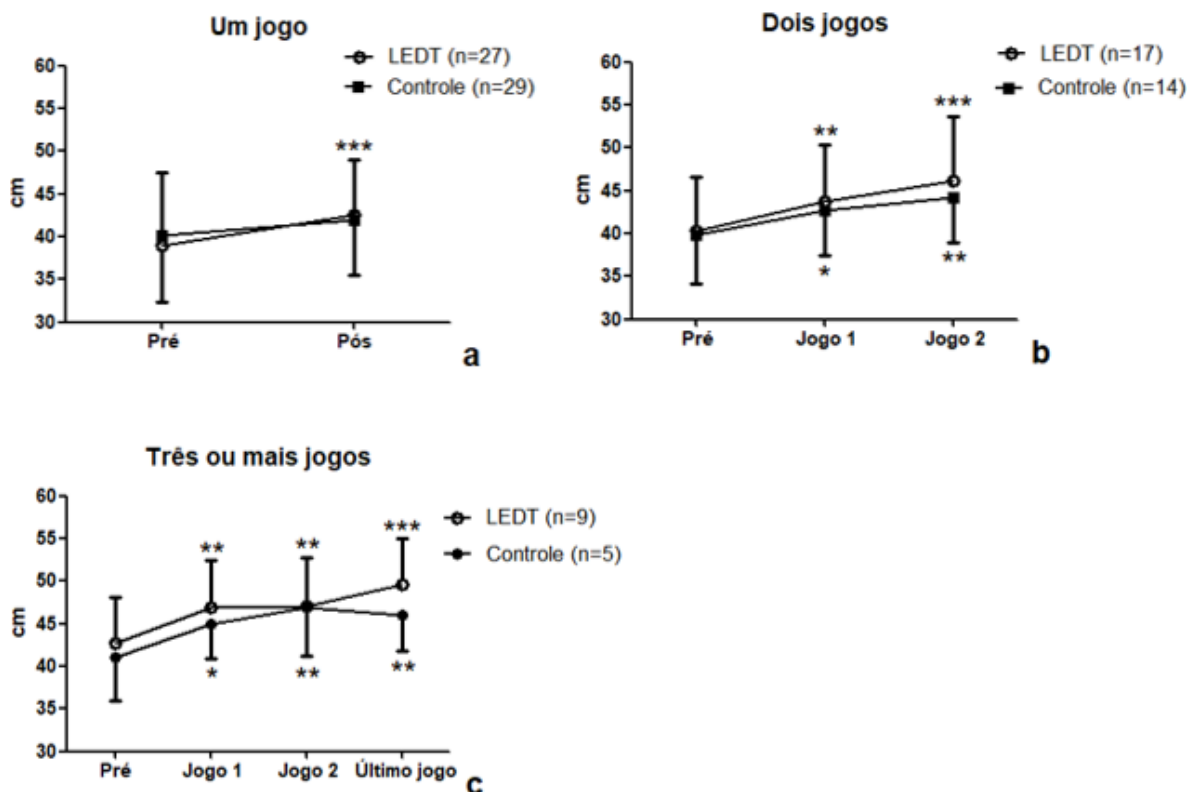 Um jogo
LEDT (n=27)
Controle (n=29)
60
55
50
45
40
35
30
cm
***
Pré
Pós
a
Dois jogos
LEDT (n=17)
Controle (n=14)
60
55
50
45
40
35
30
cm
**
***
*
**
Pré
Jogo 1
Jogo 2
b
Três ou mais jogos
LEDT (n=9)
Controle (n=5)
60
55
50
45
40
35
30
cm
**
**
***
*
**
**
Pré
Jogo 1
Jogo 2
Último jogo
c